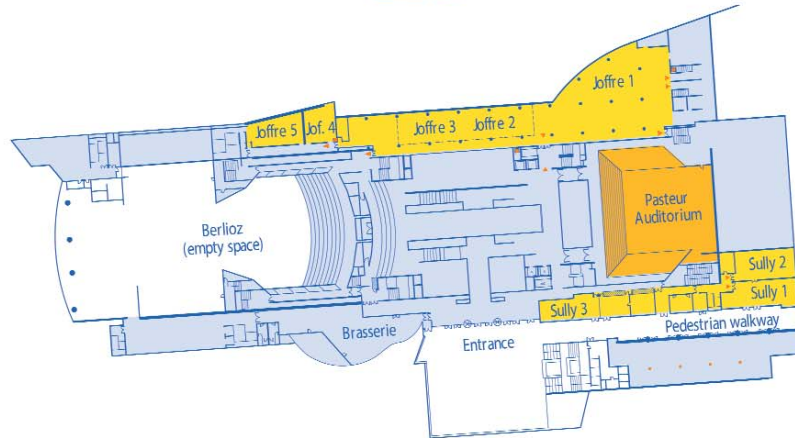 Joffre 1
Joffre 5
Jof. 4
Joffre 3
Joffre 2
Pasteur
Auditorium
Berlioz
(empty space)
Sully 2
Sully 1
Sully 3
Pedestrian walkway
Brasserie
Entrance